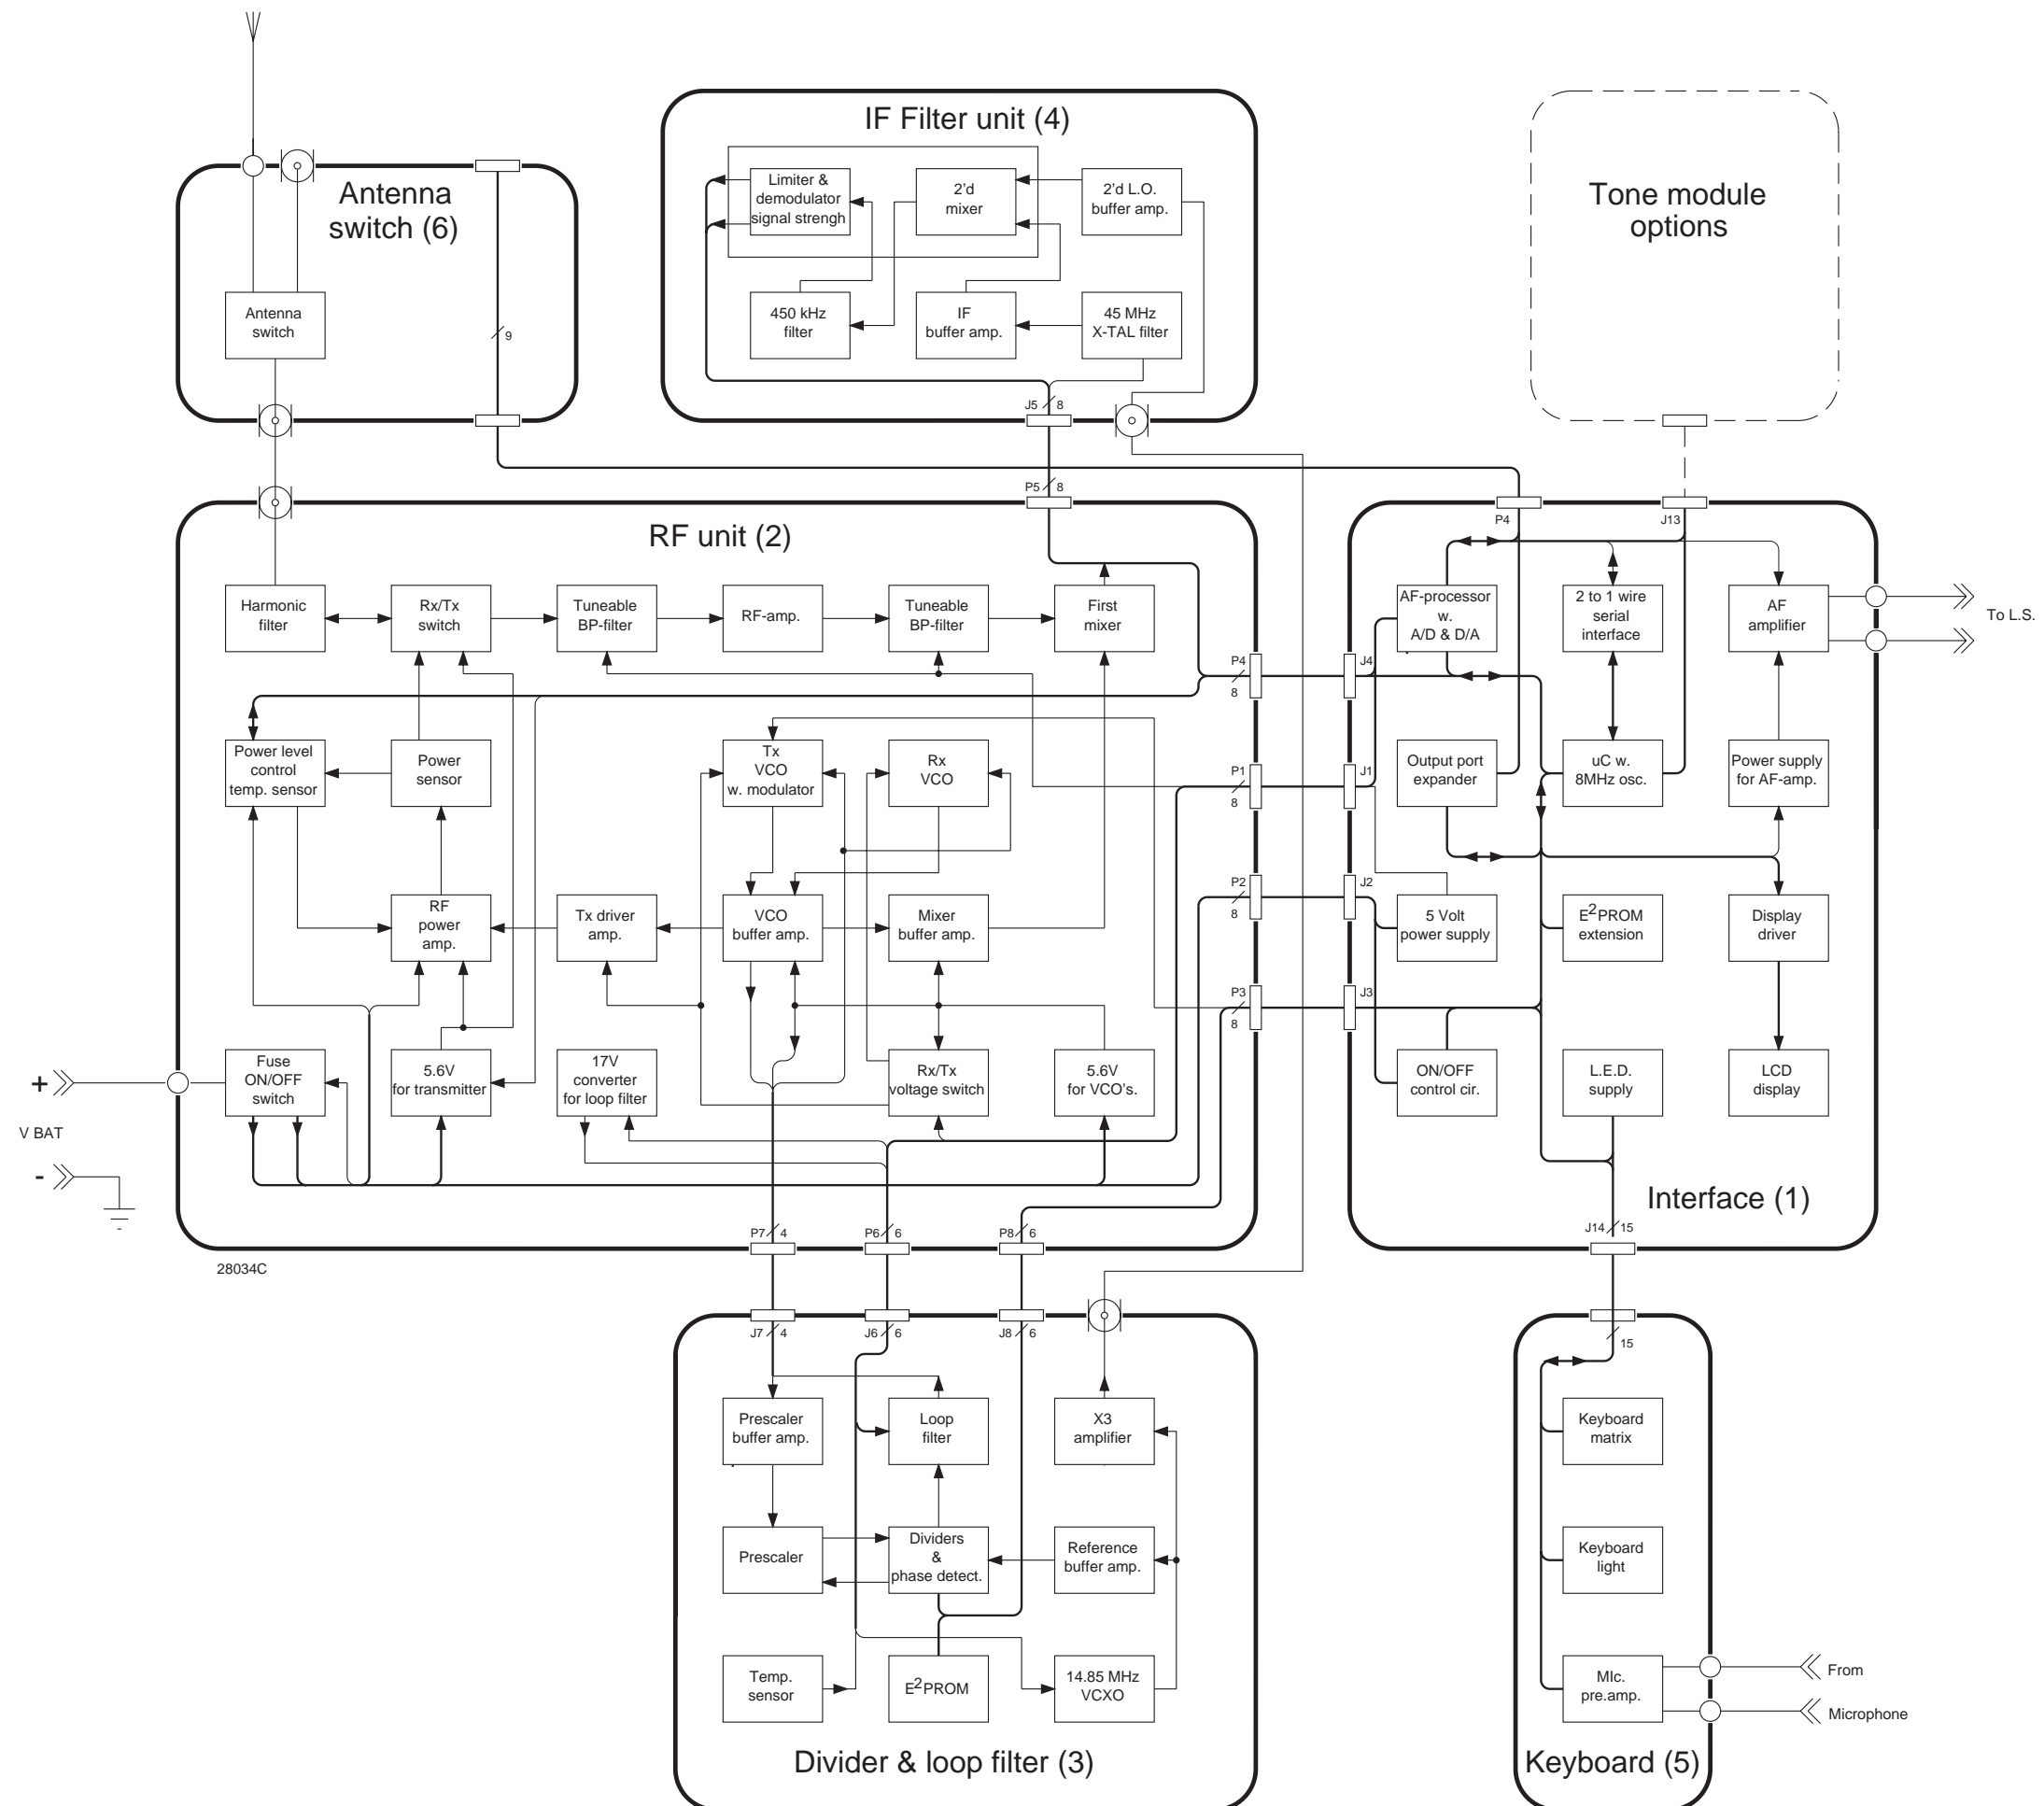 IF Filter unit (4)
Limiter &
demodulator
signal strengh
2'd
mixer
2'd L.O.
buffer amp.
450 kHz
filter
IF
buffer amp.
45 MHz
X-TAL filter
J5
8
Antenna
switch (6)
Antenna
switch
9
Tone module
options
P5
8
RF unit (2)
Harmonic
filter
Rx/Tx
switch
Tuneable
BP-filter
RF-amp.
Tuneable
BP-filter
First
mixer
P4
8
Power level
control
temp. sensor
Power
sensor
Tx
VCO
w. modulator
Rx
VCO
P1
8
RF
power
amp.
Tx driver
amp.
VCO
buffer amp.
Mixer
buffer amp.
P2
8
P3
8
Fuse
ON/OFF
switch
5.6V
for transmitter
17V
converter
for loop filter
Rx/Tx
voltage switch
5.6V
for VCO's.
+
V BAT
-
P7
4
P6
6
P8
6
28034C
P4
J13
AF-processor
w.
A/D & D/A
2 to 1 wire
serial
interface
AF
amplifier
To L.S.
J4
Output port
expander
uC w.
8MHz osc.
Power supply
for AF-amp.
J1
J2
5 Volt
power supply
E2PROM
extension
Display
driver
J3
ON/OFF
control cir.
L.E.D.
supply
LCD
display
Interface (1)
J14
15
J7
4
J6
6
J8
6
Prescaler
buffer amp.
Loop
filter
X3
amplifier
Prescaler
Dividers
&
phase detect.
Reference
buffer amp.
Temp.
sensor
E2PROM
14.85 MHz
VCXO
Divider & loop filter (3)
15
Keyboard
matrix
Keyboard
light
MIc.
pre.amp.
From
Microphone
Keyboard (5)